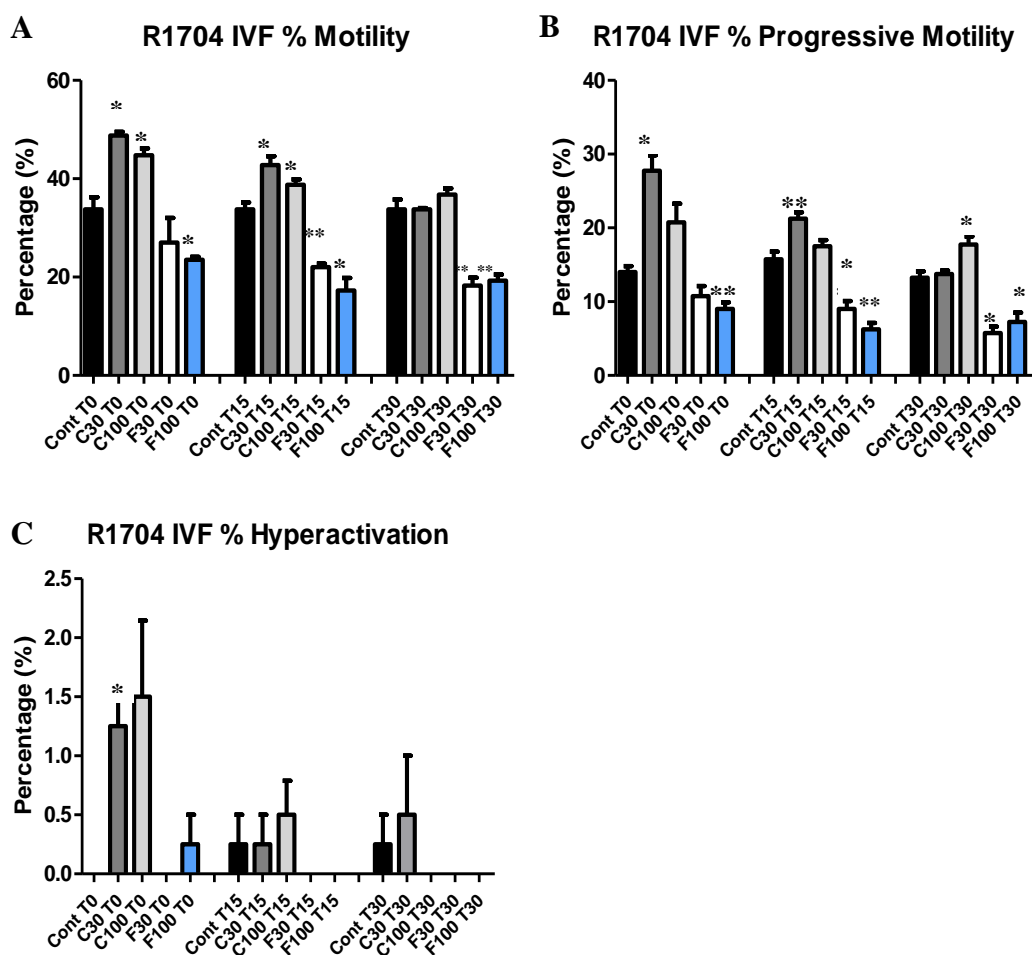 A
R1704 IVF % Motility
Percentage (%)
60
40
20
0
* * * * * ** * ** **
Cont T0
C30 T0
C100 T0
F30 T0
F100 T0
Cont T15
C30 T15
C100 T15
F30 T15
F100 T15
Cont T30
C30 T30
C100 T30
F30 T30
F100 T30
B
R1704 IVF % Progressive Motility
Percentage (%)
40
30
20
10
0
* ** ** * ** * * *
Cont T0
C30 T0
C100 T0
F30 T0
F100 T0
Cont T15
C30 T15
C100 T15
F30 T15
F100 T15
Cont T30
C30 T30
C100 T30
F30 T30
F100 T30
C
R1704 IVF % Hyperactivation
Percentage (%)
2.5
2.0
1.5
1.0
0.5
0.0
*
Cont T0
C30 T0
C100 T0
F30 T0
F100 T0
Cont T15
C30 T15
C100 T15
F30 T15
F100 T15
Cont T30
C30 T30
C100 T30
F30 T30
F100 T30